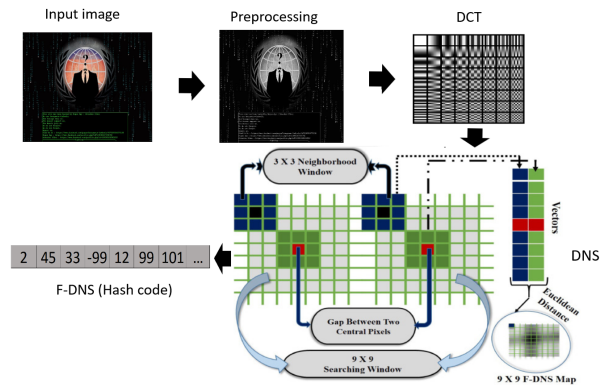 Input image
Preprocessing
DCT
3 X 3 Neighborhood
Window
Vectors
DNS
2 45 33 -99 12 99 101 ...
F-DNS (Hash code)
Euclidean
Distance
Gap Between Two
Central Pixels
9 X 9
Searching Window
9 X 9 F-DNS Map